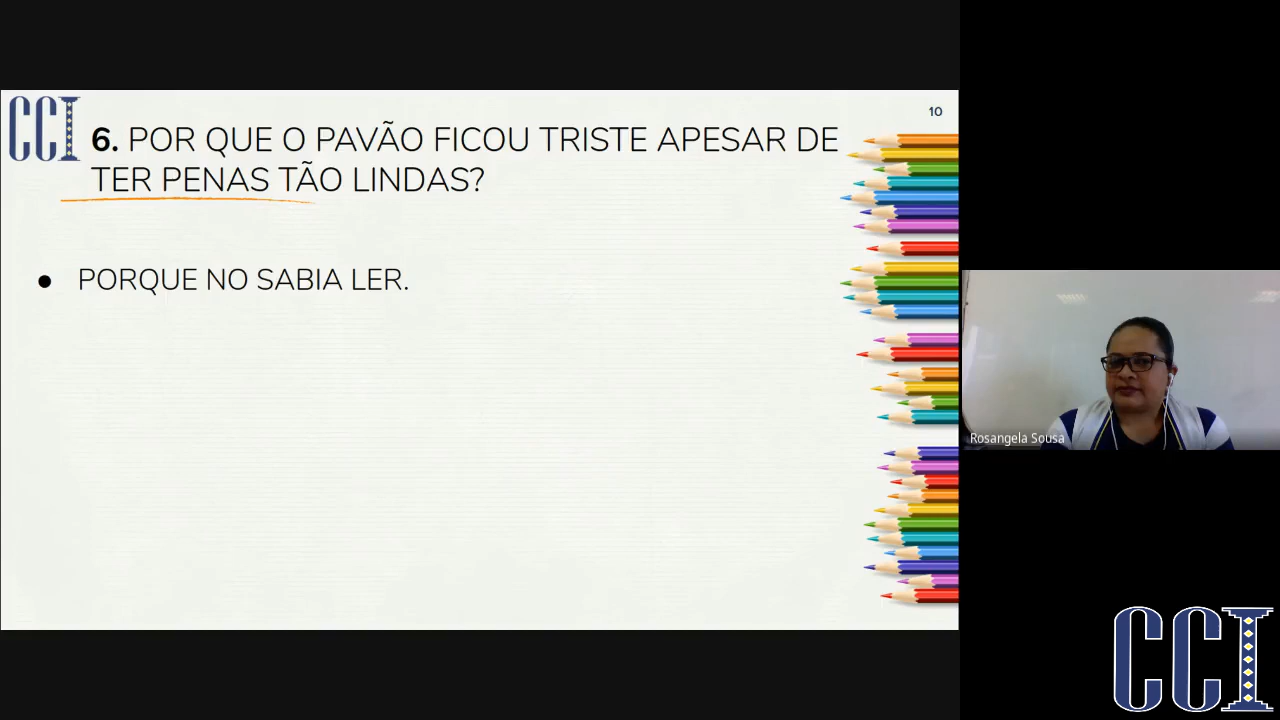 CCI
10
6. POR QUE O PAVÃO FICOU TRISTE APESAR DE
TER PENAS TÃO LINDAS?
● PORQUE NO SABIA LER.
Rosangela Sousa
CCI